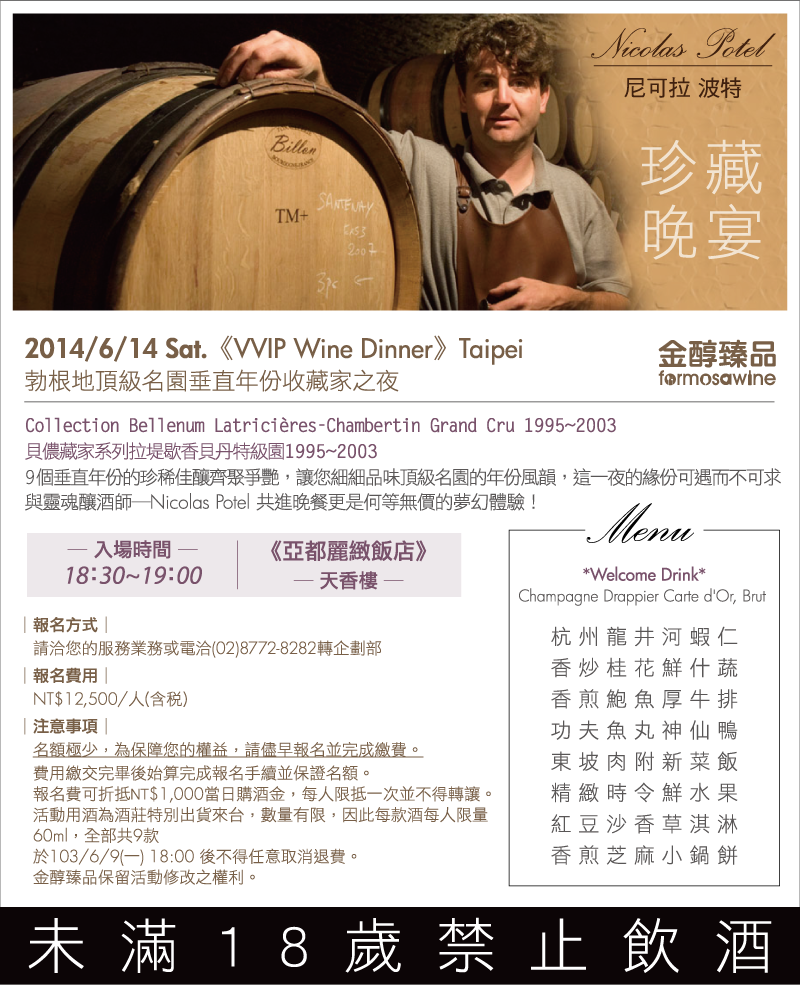 Nicolas Potel
尼可拉 波特
珍藏
晚宴
Billon
TM+
SANTENAY
2007
3pc
2014/6/14 Sat.《VVIP Wine Dinner》Taipei
勃根地頂級名園垂直年份收藏家之夜
金醇臻品
formosawine
Collection Bellenum Latricières-Chambertin Grand Cru 1995~2003
貝儂藏家系列拉堤歇香貝丹特級園1995~2003
9個垂直年份的珍稀佳釀齊聚爭艷，讓您細細品味頂級名園的年份風韻，這一夜的緣份可遇而不可求
與靈魂釀酒師─Nicolas Potel 共進晚餐更是何等無價的夢幻體驗！
— 入場時間 —
18:30~19:00
《亞都麗緻飯店》
— 天香樓 —
｜報名方式｜
請洽您的服務業務或電洽(02)8772-8282轉企劃部
｜報名費用｜
NT$12,500/人(含税)
｜注意事項｜
名額極少，為保障您的權益，請儘早報名並完成繳費。
費用繳交完畢後始算完成報名手續並保證名額。
報名費可折抵NT$1,000當日購酒金，每人限抵一次並不得轉讓。
活動用酒為酒莊特別出貨來台，數量有限，因此每款酒每人限量
60ml，全部共9款
於103/6/9(一) 18:00 後不得任意取消退費。
金醇臻品保留活動修改之權利。
Menu
*Welcome Drink*
Champagne Drappier Carte d'Or, Brut
杭州龍井河蝦仁
香炒桂花鮮什蔬
香煎鮑魚厚牛排
功夫魚丸神仙鴨
東坡肉附新菜飯
精緻時令鮮水果
紅豆沙香草淇淋
香煎芝麻小鍋餅
未滿18歲禁止飲酒